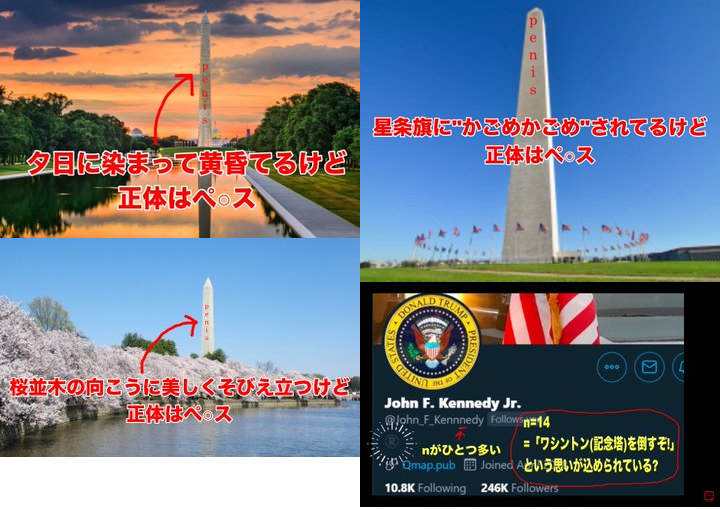 penis
夕日に染まって黄昏てるけど
正体はペ○ス
penis
星条旗に"かごめかごめ"されてるけど
正体はペ○ス
penis
桜並木の向こうに美しくそびえ立つけど
正体はペ○ス
DONALD TRUMP PRESIDENT OF THE UNITED STATES
John F. Kennedy Jr.
@John_F_Kennnedy Follows
R
nがひとつ多い
n=14
=「ワシントン(記念塔)を倒すぞ!」
という思いが込められている?
Qmap.pub Joined
10.8K Following 246K Followers